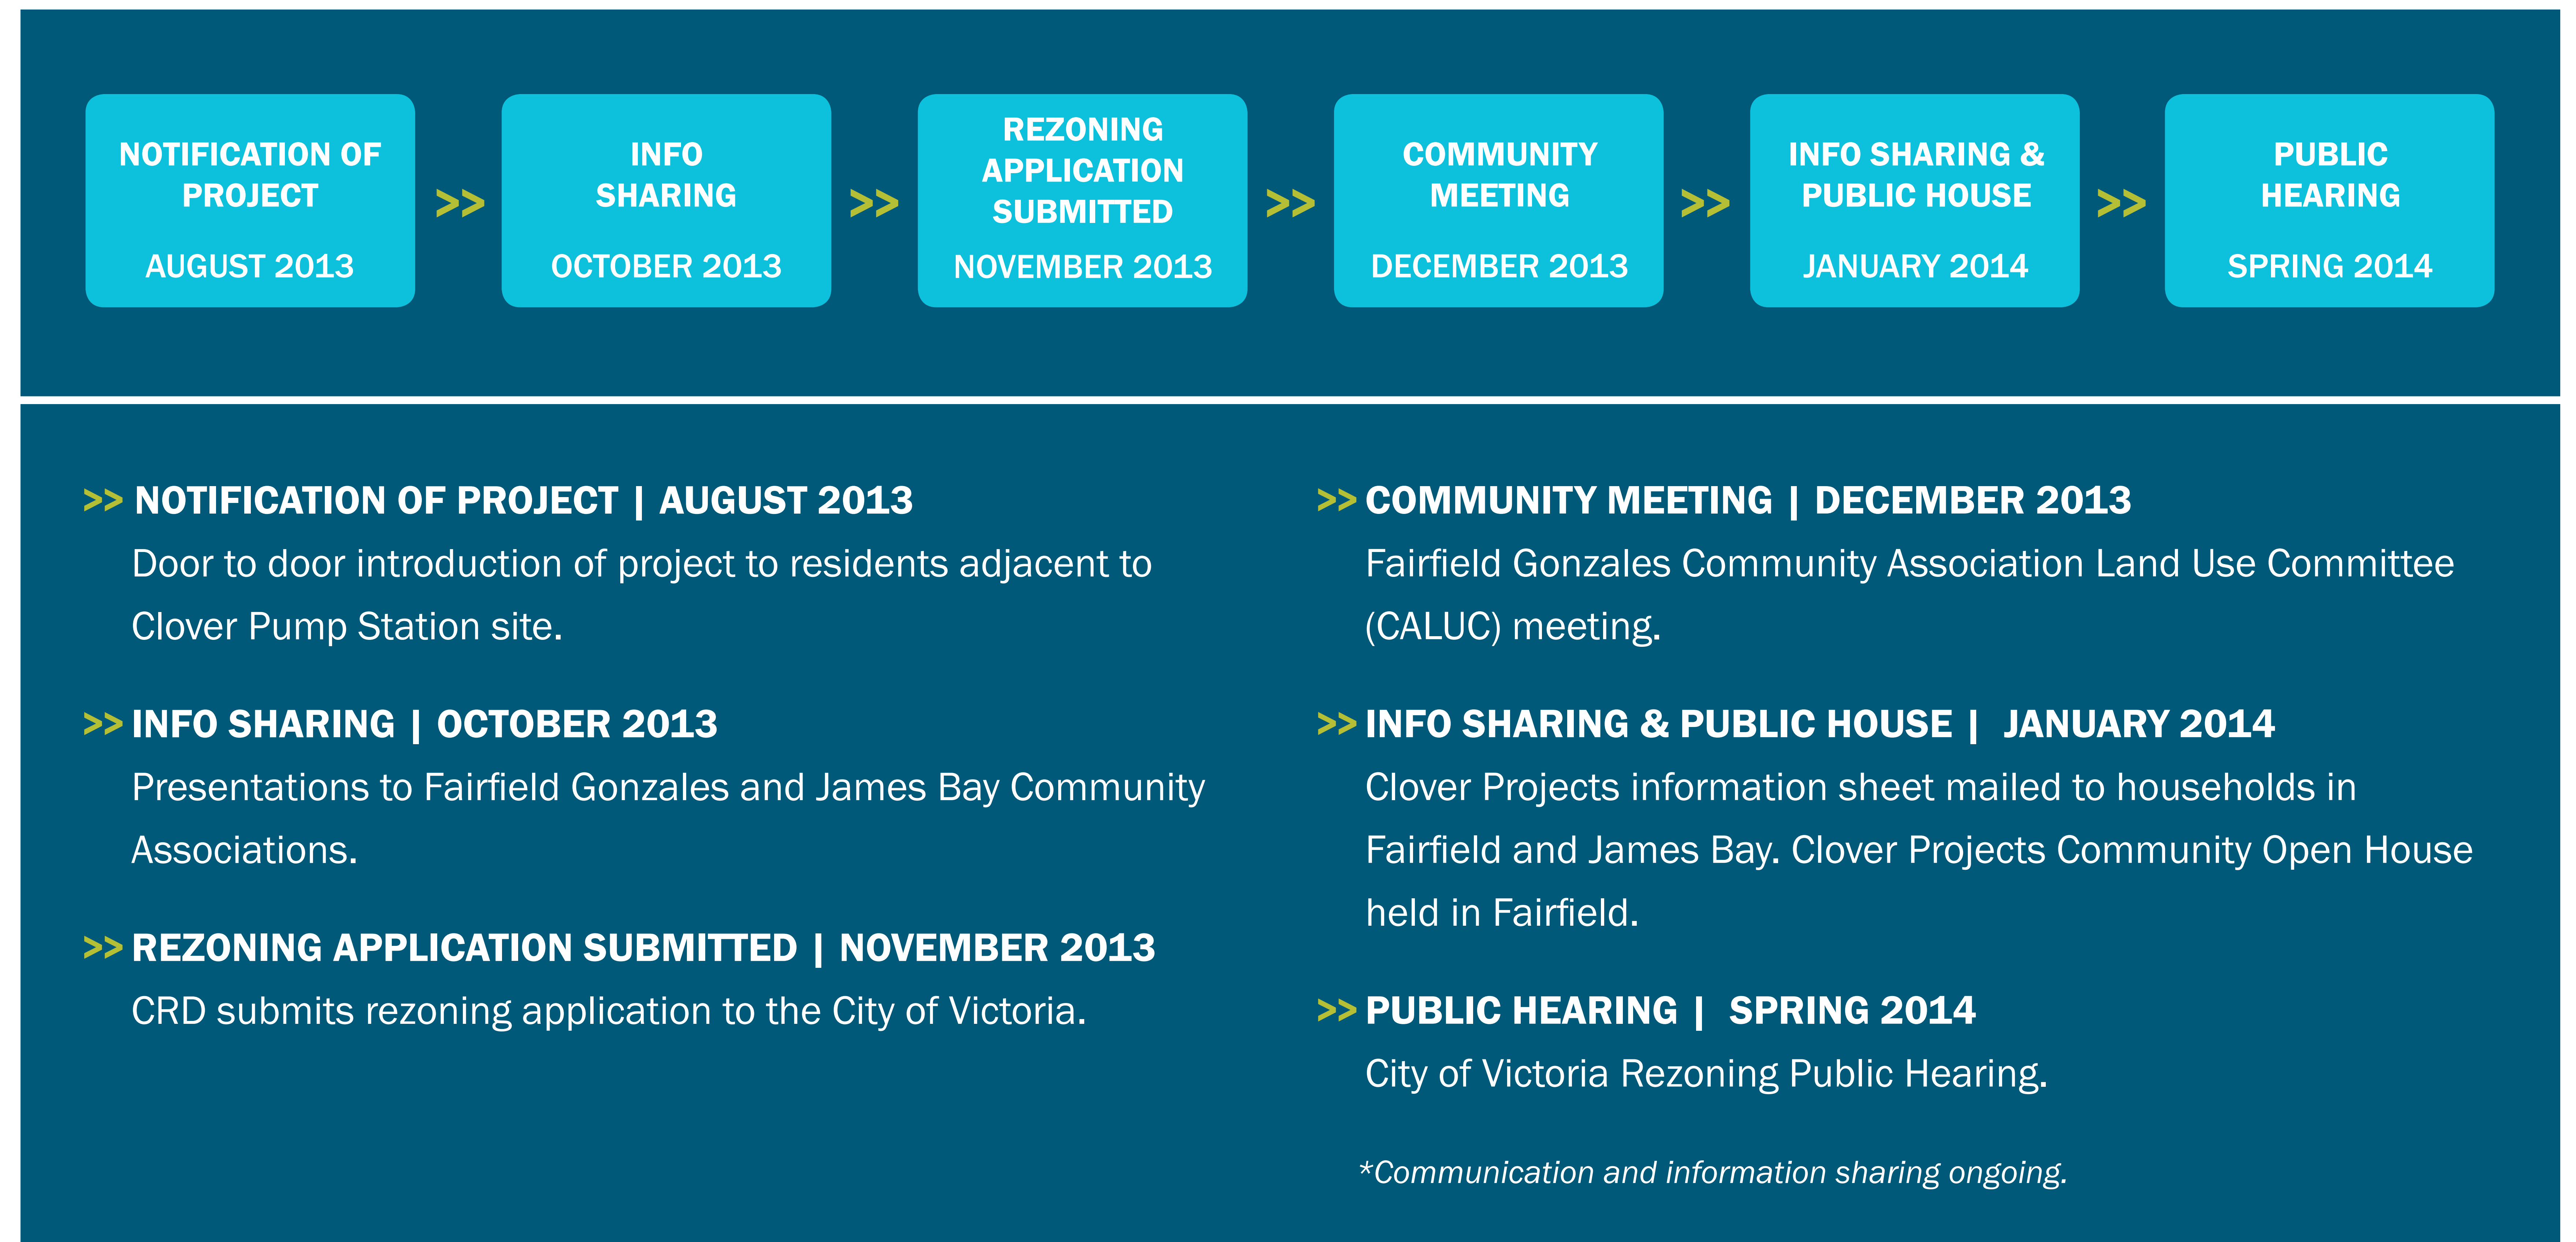 NOTIFICATION OF
PROJECT
AUGUST 2013
>>
INFO
SHARING
OCTOBER 2013
>>
REZONING
APPLICATION
SUBMITTED
NOVEMBER 2013
>>
COMMUNITY
MEETING
DECEMBER 2013
>>
INFO SHARING &
PUBLIC HOUSE
JANUARY 2014
>>
PUBLIC
HEARING
SPRING 2014
>> NOTIFICATION OF PROJECT | AUGUST 2013
Door to door introduction of project to residents adjacent to
Clover Pump Station site.
>> INFO SHARING | OCTOBER 2013
Presentations to Fairfield Gonzales and James Bay Community
Associations.
>> REZONING APPLICATION SUBMITTED | NOVEMBER 2013
CRD submits rezoning application to the City of Victoria.
>> COMMUNITY MEETING | DECEMBER 2013
Fairfield Gonzales Community Association Land Use Committee
(CALUC) meeting.
>> INFO SHARING & PUBLIC HOUSE | JANUARY 2014
Clover Projects information sheet mailed to households in
Fairfield and James Bay. Clover Projects Community Open House
held in Fairfield.
>> PUBLIC HEARING | SPRING 2014
City of Victoria Rezoning Public Hearing.
*Communication and information sharing ongoing.